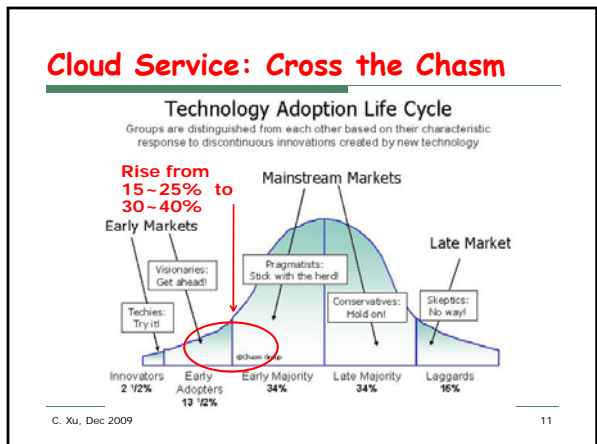 Cloud Service: Cross the Chasm
Technology Adoption Life Cycle
Groups are distinguished from each other based on their characteristic
response to discontinuous innovations created by new technology
Rise from
15~25% to
30~40%
Mainstream Markets
Early Markets
Late Market
Visionaries:
Get ahead!
Pragmatists:
Stick with the herd!
Techies:
Try it!
Conservatives:
Hold on!
Skeptics:
No way!
©Chasm Group
Innovators
2 1/2%
Early
Adopters
13 1/2%
Early Majority
34%
Late Majority
34%
Laggards
16%
C. Xu, Dec 2009
11